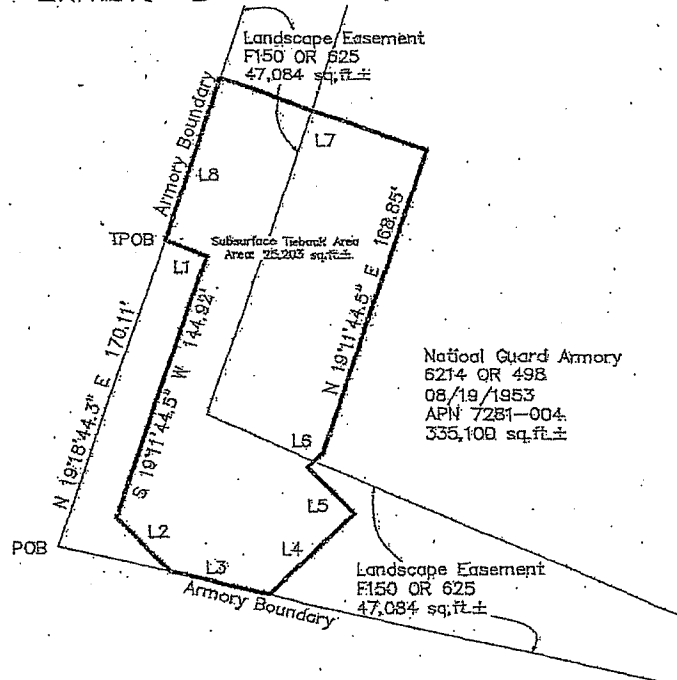 Landscape Easement
F150 OR 625
47,084 sq.ft.±
Armory Boundary
L7
L8
TPOB
L1
Subsurface Tieback Area
Area: 25,203 sq.ft.±
N 19°11'44.5" E 168.85'
N 19°18'44.3" E 170.11'
S 19°11'44.5" W 144.92'
Natioal Guard Armory
6214 OR 498
08/19/1953
APN 7281-004
335,100 sq.ft.±
L6
L5
L2
L4
POB
L3
Armory Boundary
Landscape Easement
F150 OR 625
47,084 sq.ft.±